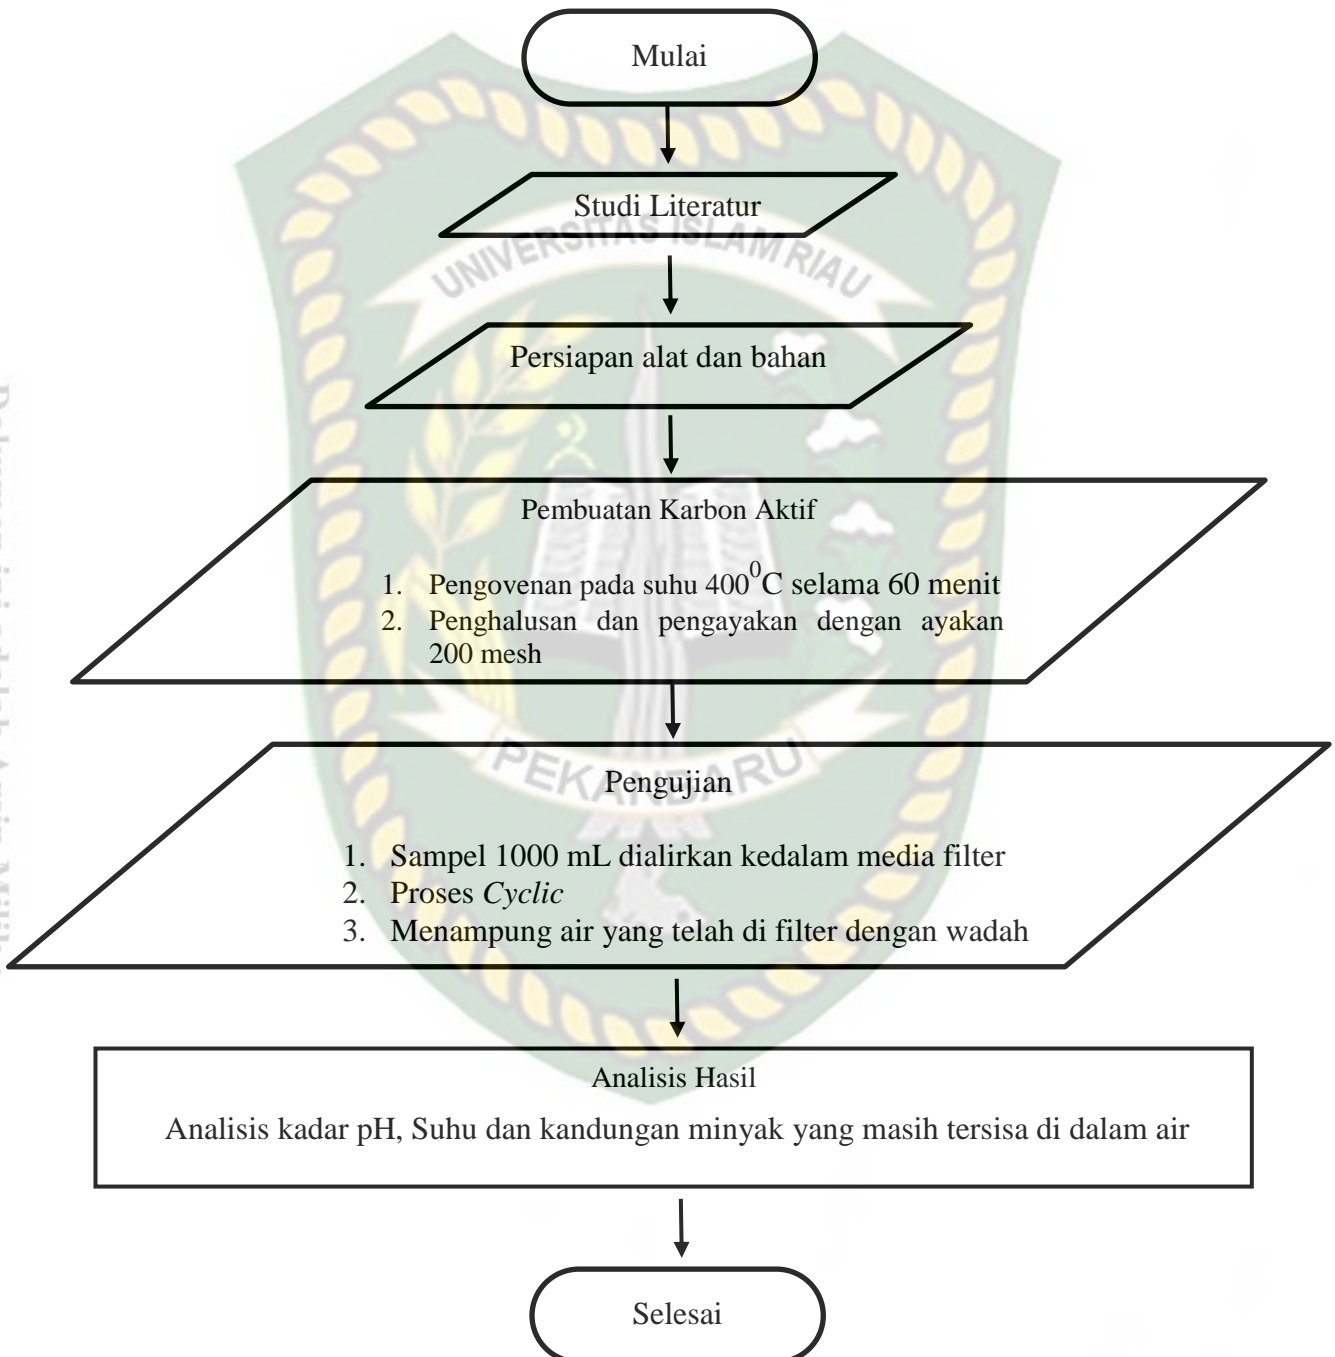 Mulai
Studi Literatur
UNIVERSITAS ISLAM RIAU
Persiapan alat dan bahan
Pembuatan Karbon Aktif
1. Pengovenan pada suhu 400⁰C selama 60 menit
2. Penghalusan dan pengayakan dengan ayakan
200 mesh
PEKANBARU
Pengujian
1. Sampel 1000 mL dialirkan kedalam media filter
2. Proses Cyclic
3. Menampung air yang telah di filter dengan wadah
Analisis Hasil
Analisis kadar pH, Suhu dan kandungan minyak yang masih tersisa di dalam air
Selesai